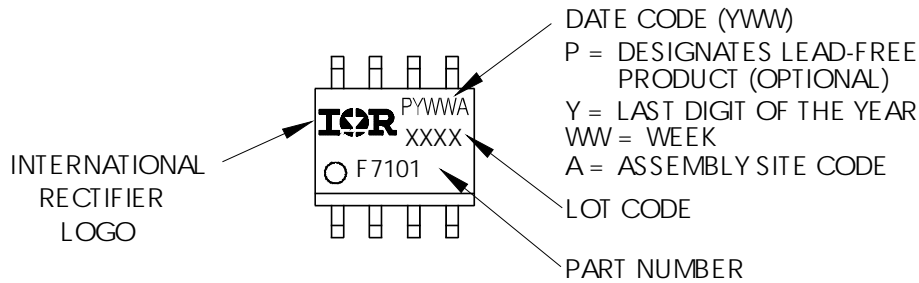 DATE CODE (YWW)
P = DESIGNATES LEAD-FREE
PRODUCT (OPTIONAL)
Y = LAST DIGIT OF THE YEAR
WW = WEEK
A = ASSEMBLY SITE CODE
LOT CODE
PART NUMBER
INTERNATIONAL
RECTIFIER
LOGO
IOR
PYWWA
XXXX
F7101